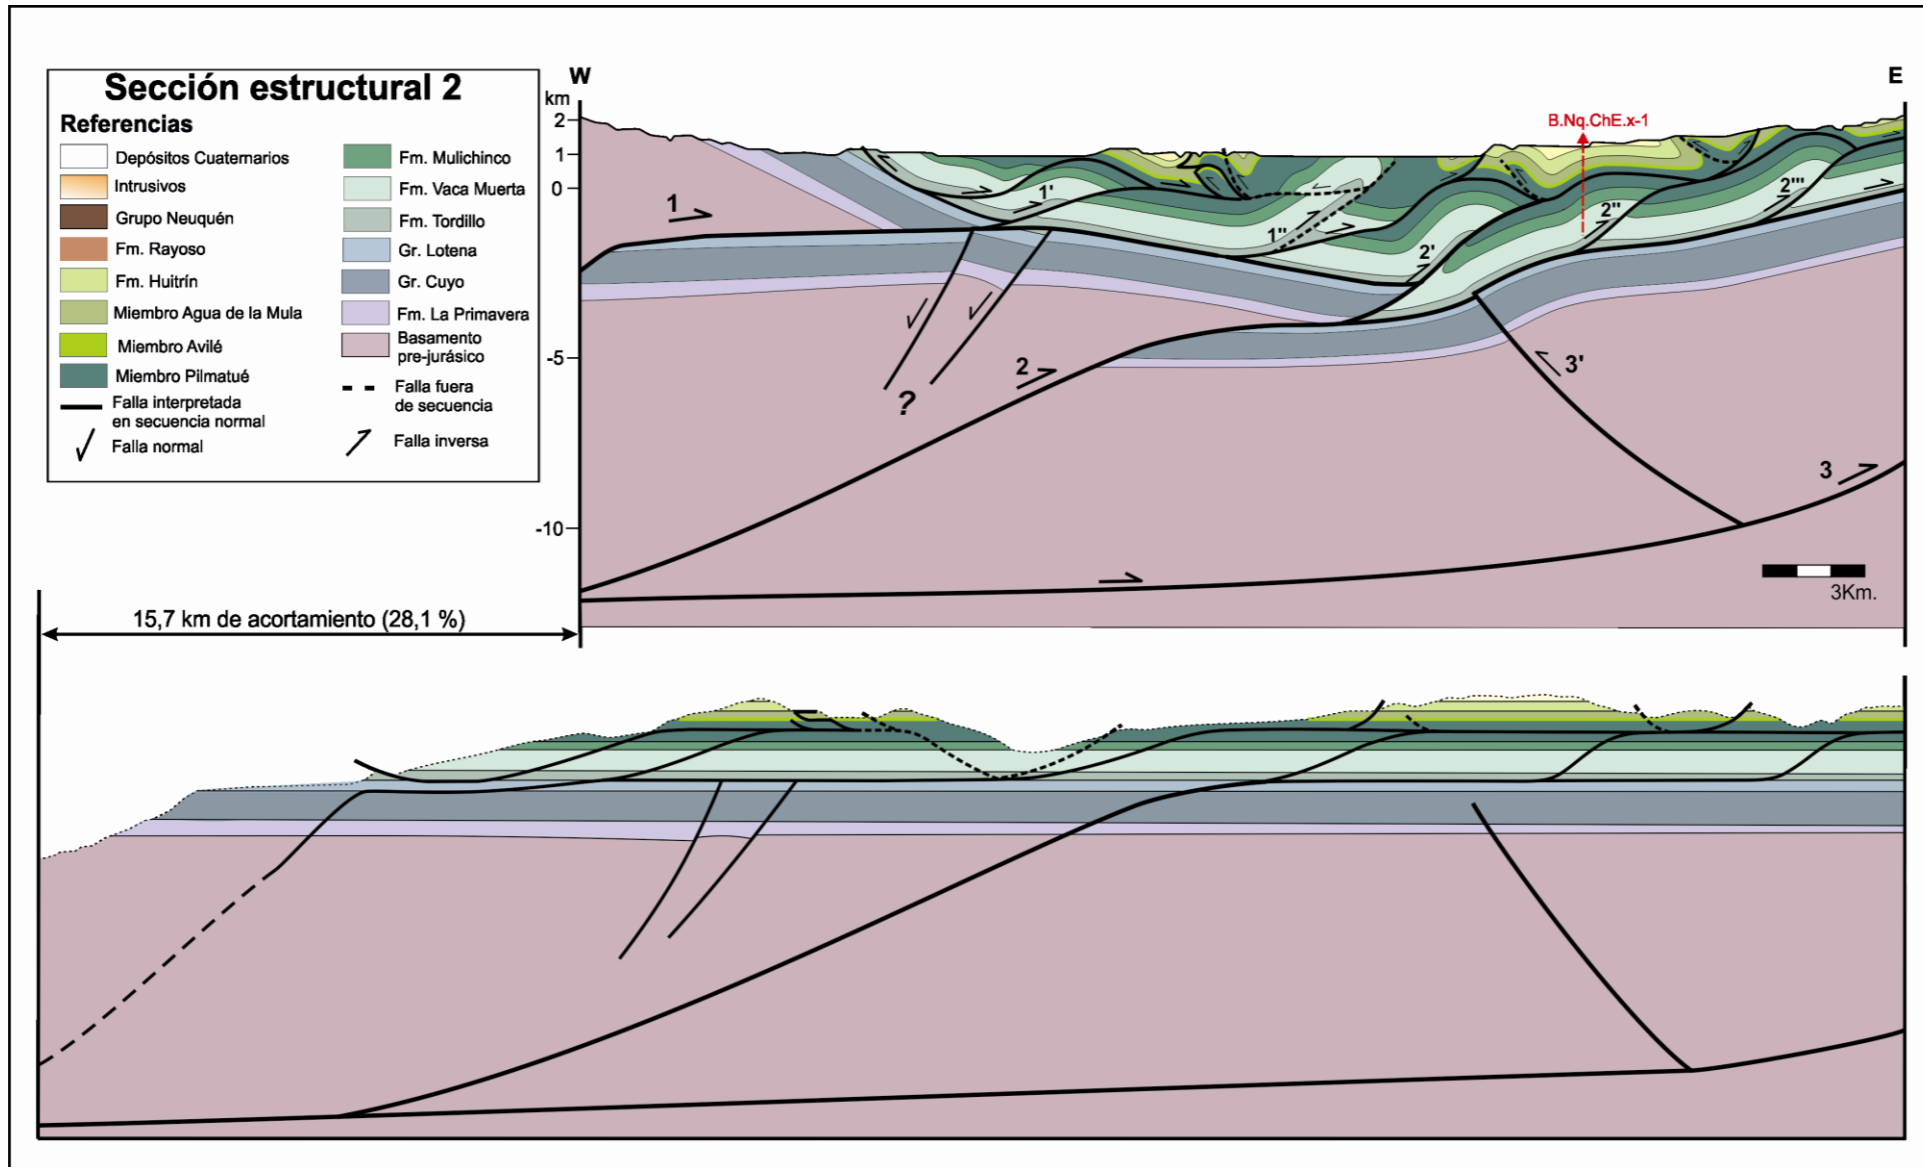 Sección estructural 2
Referencias
Depósitos Cuaternarios
Intrusivos
Grupo Neuquén
Fm. Rayoso
Fm. Huitrín
Miembro Agua de la Mula
Miembro Avilé
Miembro Pilmatué
Falla interpretada
en secuencia normal
Falla normal
Fm. Mulichinco
Fm. Vaca Muerta
Fm. Tordillo
Gr. Lotena
Gr. Cuyo
Fm. La Primavera
Basamento
pre-jurásico
Falla fuera
de secuencia
Falla inversa
W
E
km
2
1
0
-5
-10
B.Nq.ChE.x-1
1
1'
1''
2'
2''
2'''
2
?
3'
3
3Km.
15,7 km de acortamiento (28,1 %)